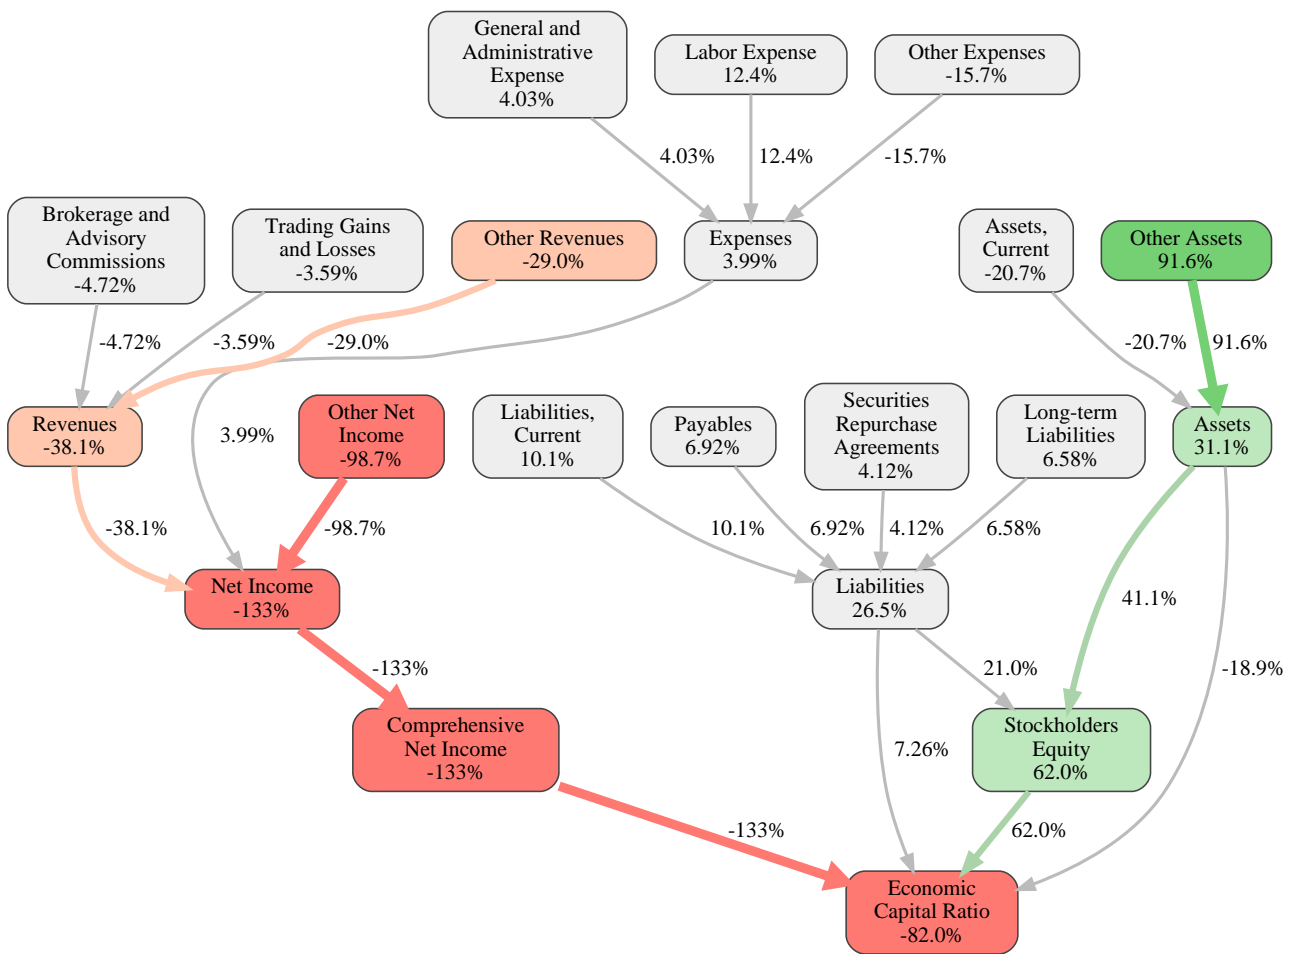 General and
Administrative
Expense
4.03%
Labor Expense
12.4%
Other Expenses
-15.7%
4.03%
12.4%
-15.7%
Brokerage and
Advisory
Commissions
-4.72%
Trading Gains
and Losses
-3.59%
Other Revenues
-29.0%
Expenses
3.99%
Assets,
Current
-20.7%
Other Assets
91.6%
-4.72%
-3.59%
-29.0%
-20.7%
91.6%
Revenues
-38.1%
3.99%
Other Net
Income
-98.7%
Liabilities,
Current
10.1%
Payables
6.92%
Securities
Repurchase
Agreements
4.12%
Long-term
Liabilities
6.58%
Assets
31.1%
-38.1%
-98.7%
10.1%
6.92%
4.12%
6.58%
Net Income
-133%
Liabilities
26.5%
41.1%
-133%
21.0%
-18.9%
Comprehensive
Net Income
-133%
7.26%
Stockholders
Equity
62.0%
-133%
62.0%
Economic
Capital Ratio
-82.0%